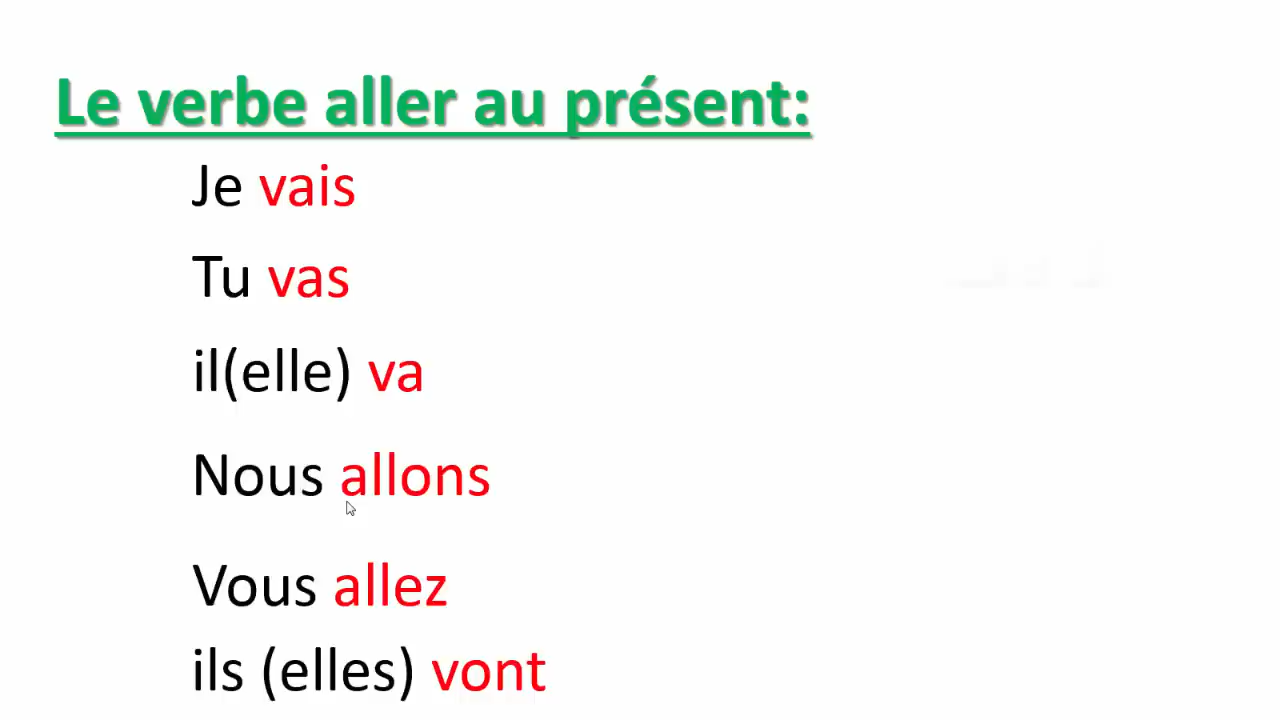 Le verbe aller au présent:
Je vais
Tu vas
il(elle) va
Nous allons
Vous allez
ils (elles) vont